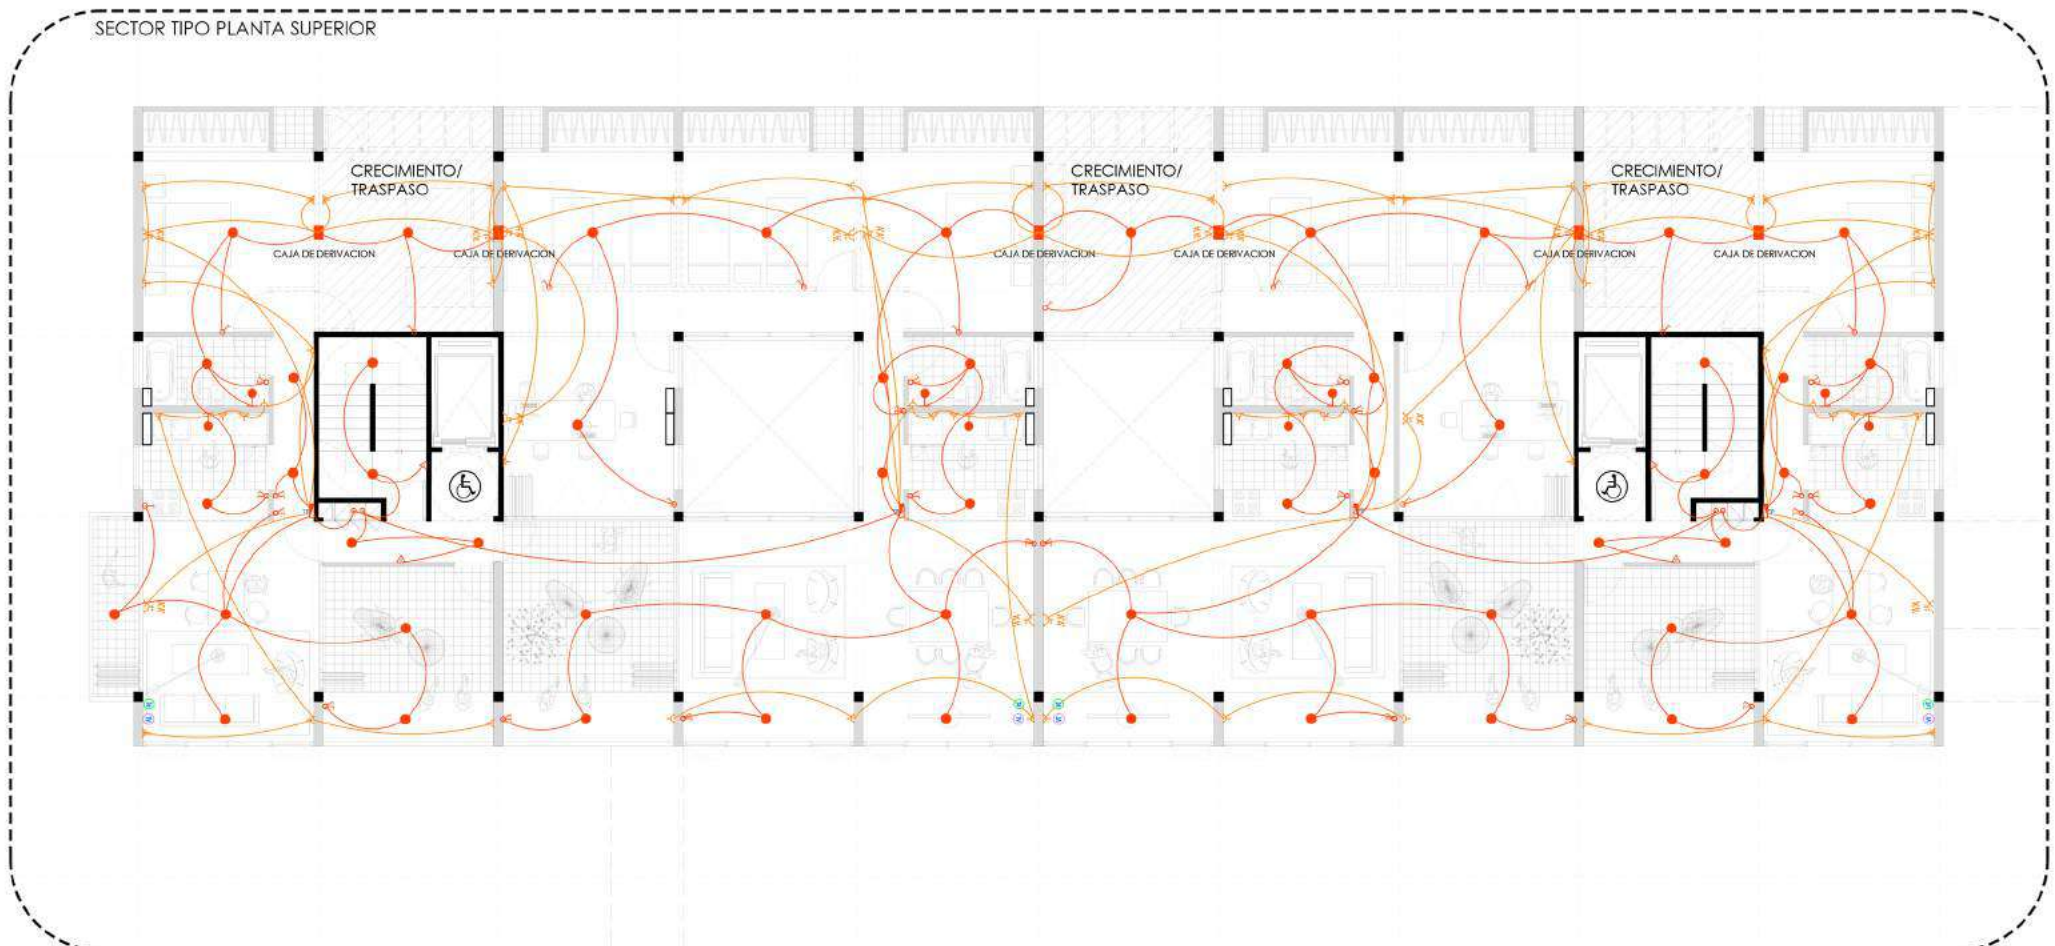 SECTOR TIPO PLANTA SUPERIOR
CRECIMIENTO/
TRASPASO
CRECIMIENTO/
TRASPASO
CRECIMIENTO/
TRASPASO
CAJA DE DERIVACION
CAJA DE DERIVACION
CAJA DE DERIVACION
CAJA DE DERIVACION
CAJA DE DERIVACION
CAJA DE DERIVACION